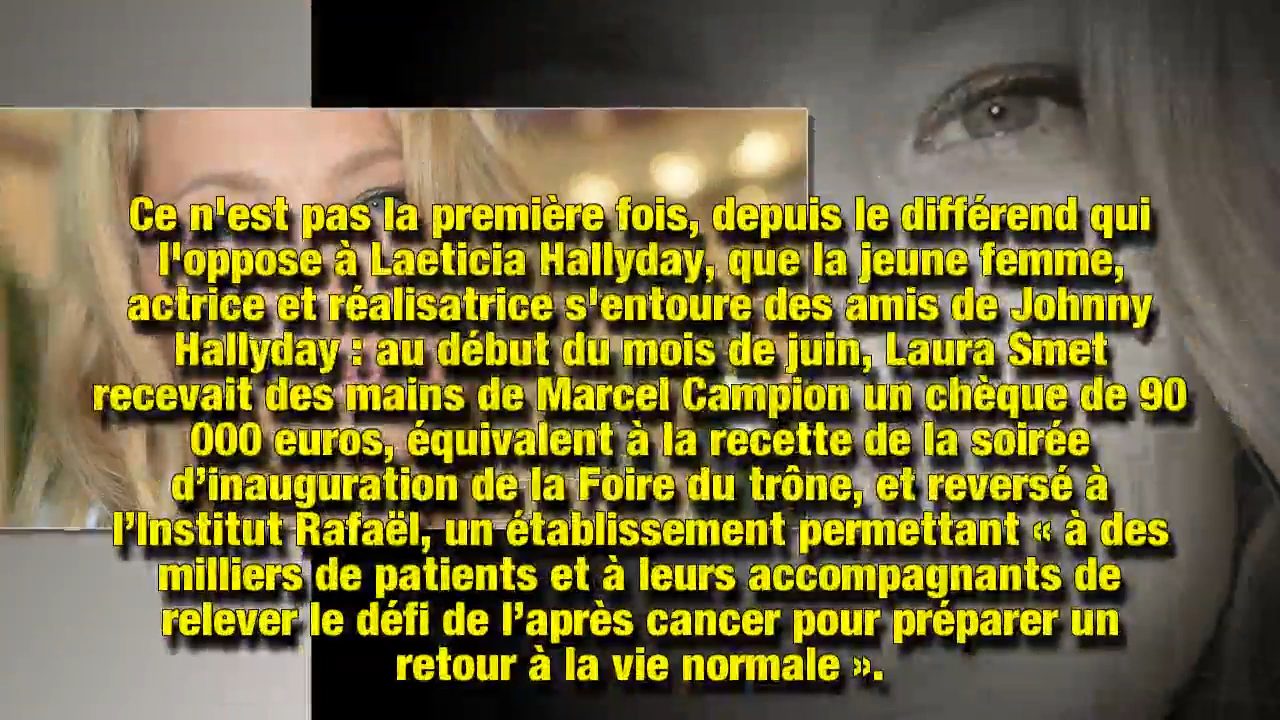 Ce n'est pas la première fois, depuis le différend qui
l'oppose à Laeticia Hallyday, que la jeune femme,
actrice et réalisatrice s'entoure des amis de Johnny
Hallyday : au début du mois de juin, Laura Smet
recevait des mains de Marcel Campion un chèque de 90
000 euros, équivalent à la recette de la soirée
d’inauguration de la Foire du trône, et reversé à
l’Institut Rafaël, un établissement permettant « à des
milliers de patients et à leurs accompagnants de
relever le défi de l’après cancer pour préparer un
retour à la vie normale ».